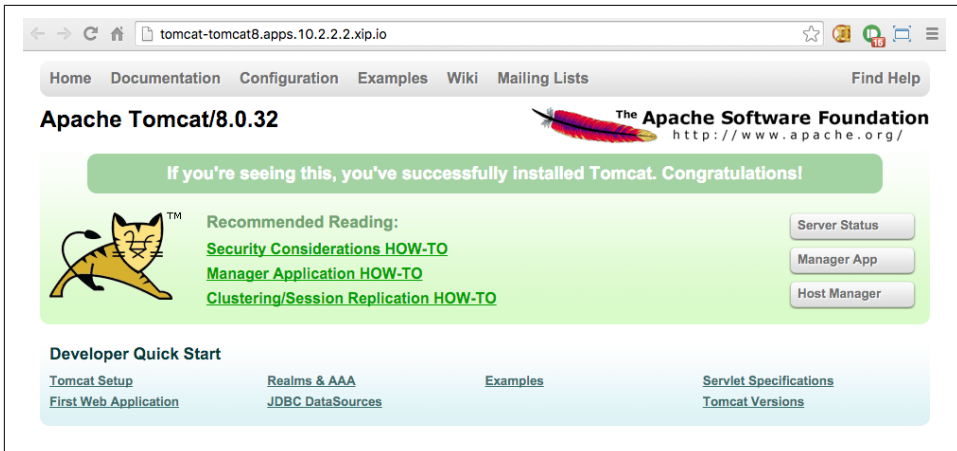 tomcat-tomcat8.apps.10.2.2.2.xip.io
16
Home Documentation Configuration Examples Wiki Mailing Lists Find Help
Apache Tomcat/8.0.32
The Apache Software Foundation
http://www.apache.org/
If you're seeing this, you've successfully installed Tomcat. Congratulations!
TM
Recommended Reading:
Security Considerations HOW-TO
Manager Application HOW-TO
Clustering/Session Replication HOW-TO
Server Status
Manager App
Host Manager
Developer Quick Start
Tomcat Setup Realms & AAA Examples Servlet Specifications
First Web Application JDBC DataSources Tomcat Versions